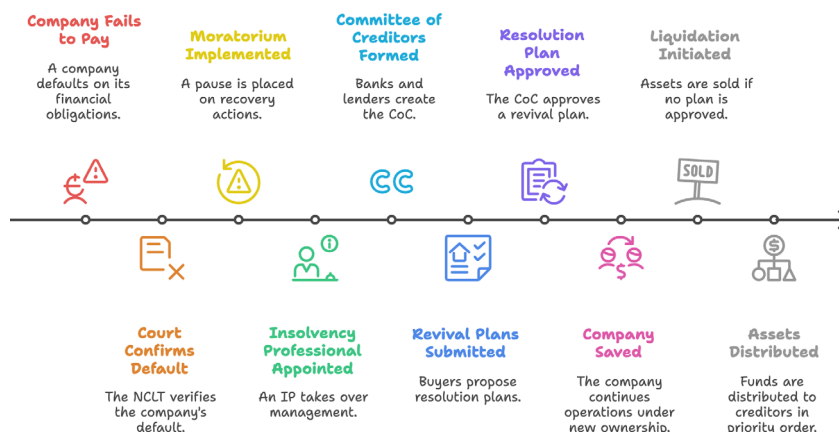 Company Fails
to Pay
A company
defaults on its
financial
obligations.
Moratorium
Implemented
A pause is placed
on recovery
actions.
Committee of
Creditors
Formed
Banks and
lenders create
the CoC.
Resolution
Plan
Approved
The CoC approves
a revival plan.
Liquidation
Initiated
Assets are sold if
no plan is
approved.
CC
SOLD
Court
Confirms
Default
The NCLT verifies
the company's
default.
Insolvency
Professional
Appointed
An IP takes over
management.
Revival Plans
Submitted
Buyers propose
resolution plans.
Company
Saved
The company
continues
operations under
new ownership.
Assets
Distributed
Funds are
distributed to
creditors in
priority order.